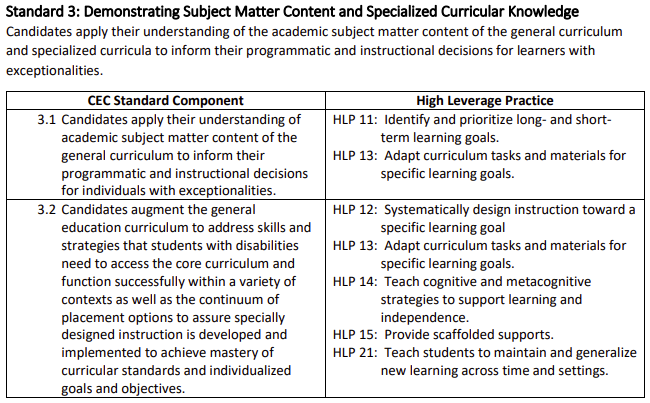 Standard 3: Demonstrating Subject Matter Content and Specialized Curricular Knowledge
Candidates apply their understanding of the academic subject matter content of the general curriculum
and specialized curricula to inform their programmatic and instructional decisions for learners with
exceptionalities.
CEC Standard Component
High Leverage Practice
3.1 Candidates apply their understanding of
academic subject matter content of the
general curriculum to inform their
programmatic and instructional decisions
for individuals with exceptionalities.
HLP 11: Identify and prioritize long- and short-
term learning goals.
HLP 13: Adapt curriculum tasks and materials for
specific learning goals.
3.2 Candidates augment the general
education curriculum to address skills and
strategies that students with disabilities
need to access the core curriculum and
function successfully within a variety of
contexts as well as the continuum of
placement options to assure specially
designed instruction is developed and
implemented to achieve mastery of
curricular standards and individualized
goals and objectives.
HLP 12: Systematically design instruction toward a
specific learning goal
HLP 13: Adapt curriculum tasks and materials for
specific learning goals.
HLP 14: Teach cognitive and metacognitive
strategies to support learning and
independence.
HLP 15: Provide scaffolded supports.
HLP 21: Teach students to maintain and generalize
new learning across time and settings.